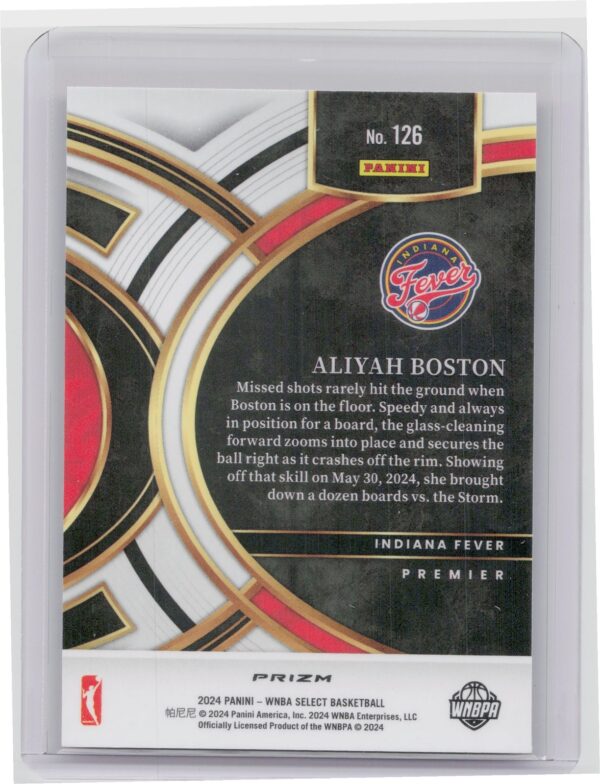 No. 126
PANINI
INDIANA
Fever
ALIYAH BOSTON
Missed shots rarely hit the ground when
Boston is on the floor. Speedy and always
in position for a board, the glass-cleaning
forward zooms into place and secures the
ball right as it crashes off the rim. Showing
off that skill on May 30, 2024, she brought
down a dozen boards vs. the Storm.
INDIANA FEVER
PREMIER
PRIZM
2024 PANINI – WNBA SELECT BASKETBALL
帕尼尼 © 2024 Panini America, Inc. 2024 WNBA Enterprises, LLC
Officially Licensed Product of the WNBPA © 2024
WNBPA